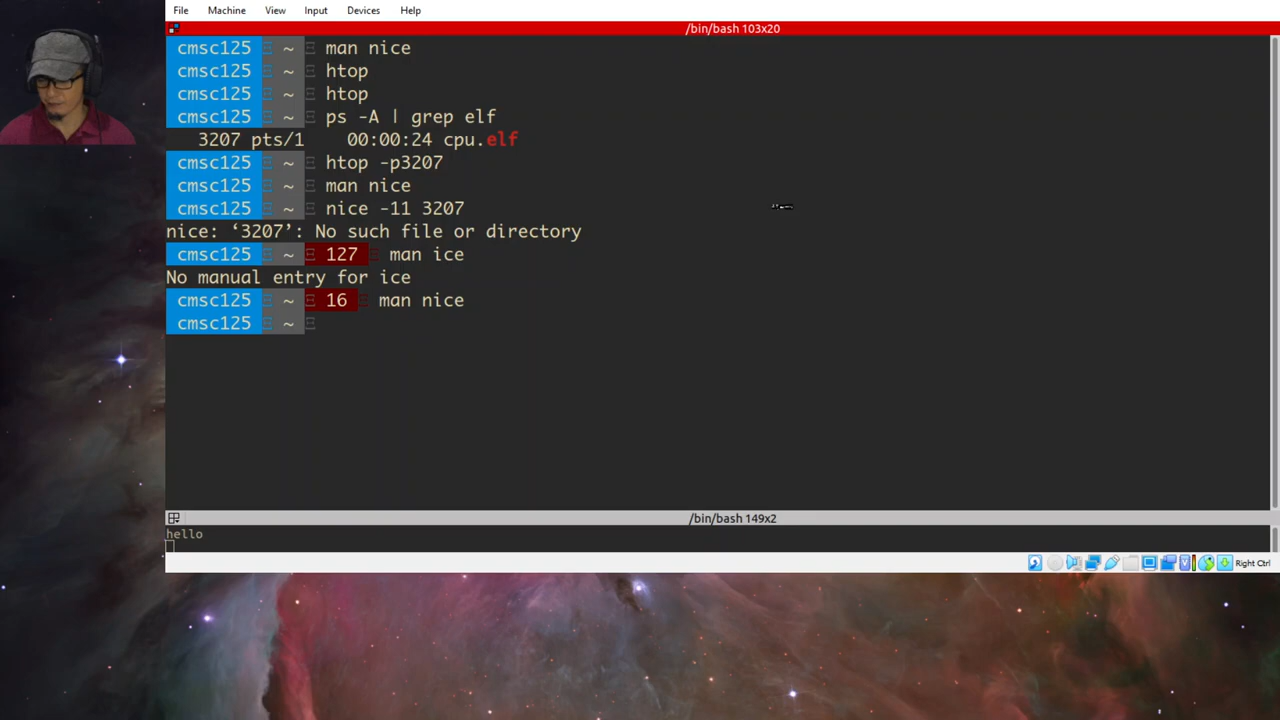 File Machine View Input Devices Help
/bin/bash 103x20
cmsc125 ~ man nice
cmsc125 ~ htop
cmsc125 ~ htop
cmsc125 ~ ps -A | grep elf
3207 pts/1 00:00:24 cpu.elf
cmsc125 ~ htop -p3207
cmsc125 ~ man nice
cmsc125 ~ nice -11 3207
nice: ‘3207’: No such file or directory
cmsc125 ~ 127 man ice
No manual entry for ice
cmsc125 ~ 16 man nice
cmsc125 ~
/bin/bash 149x2
hello
Right Ctrl